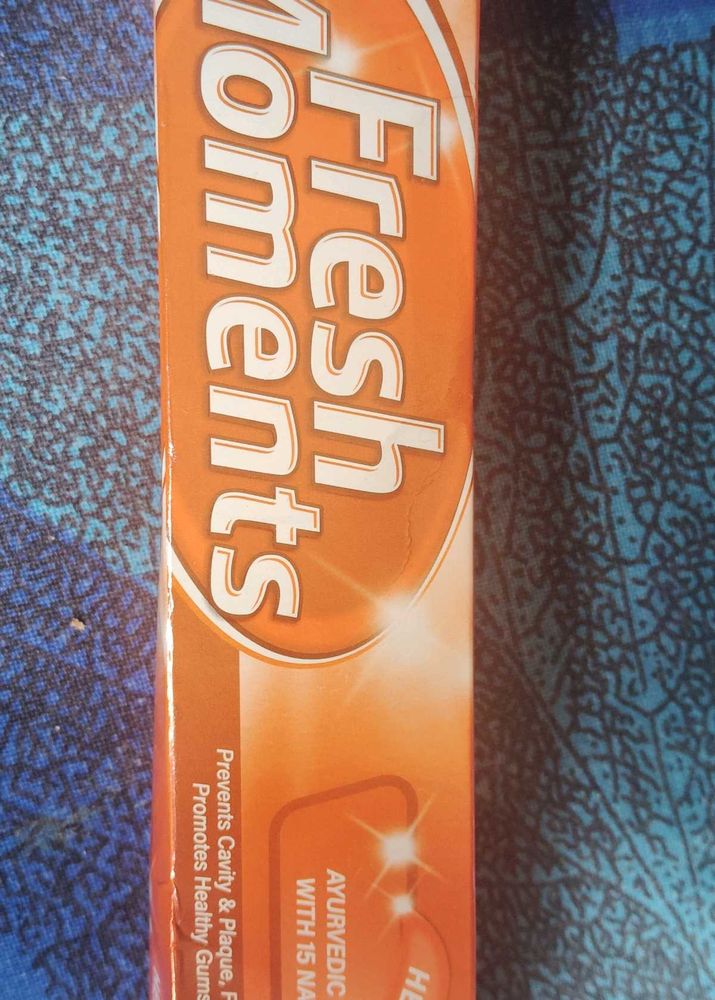 Fresh
Moments
Prevents Cavity & Plaque,
Promotes Healthy Gums
AYURVEDIC
WITH 15